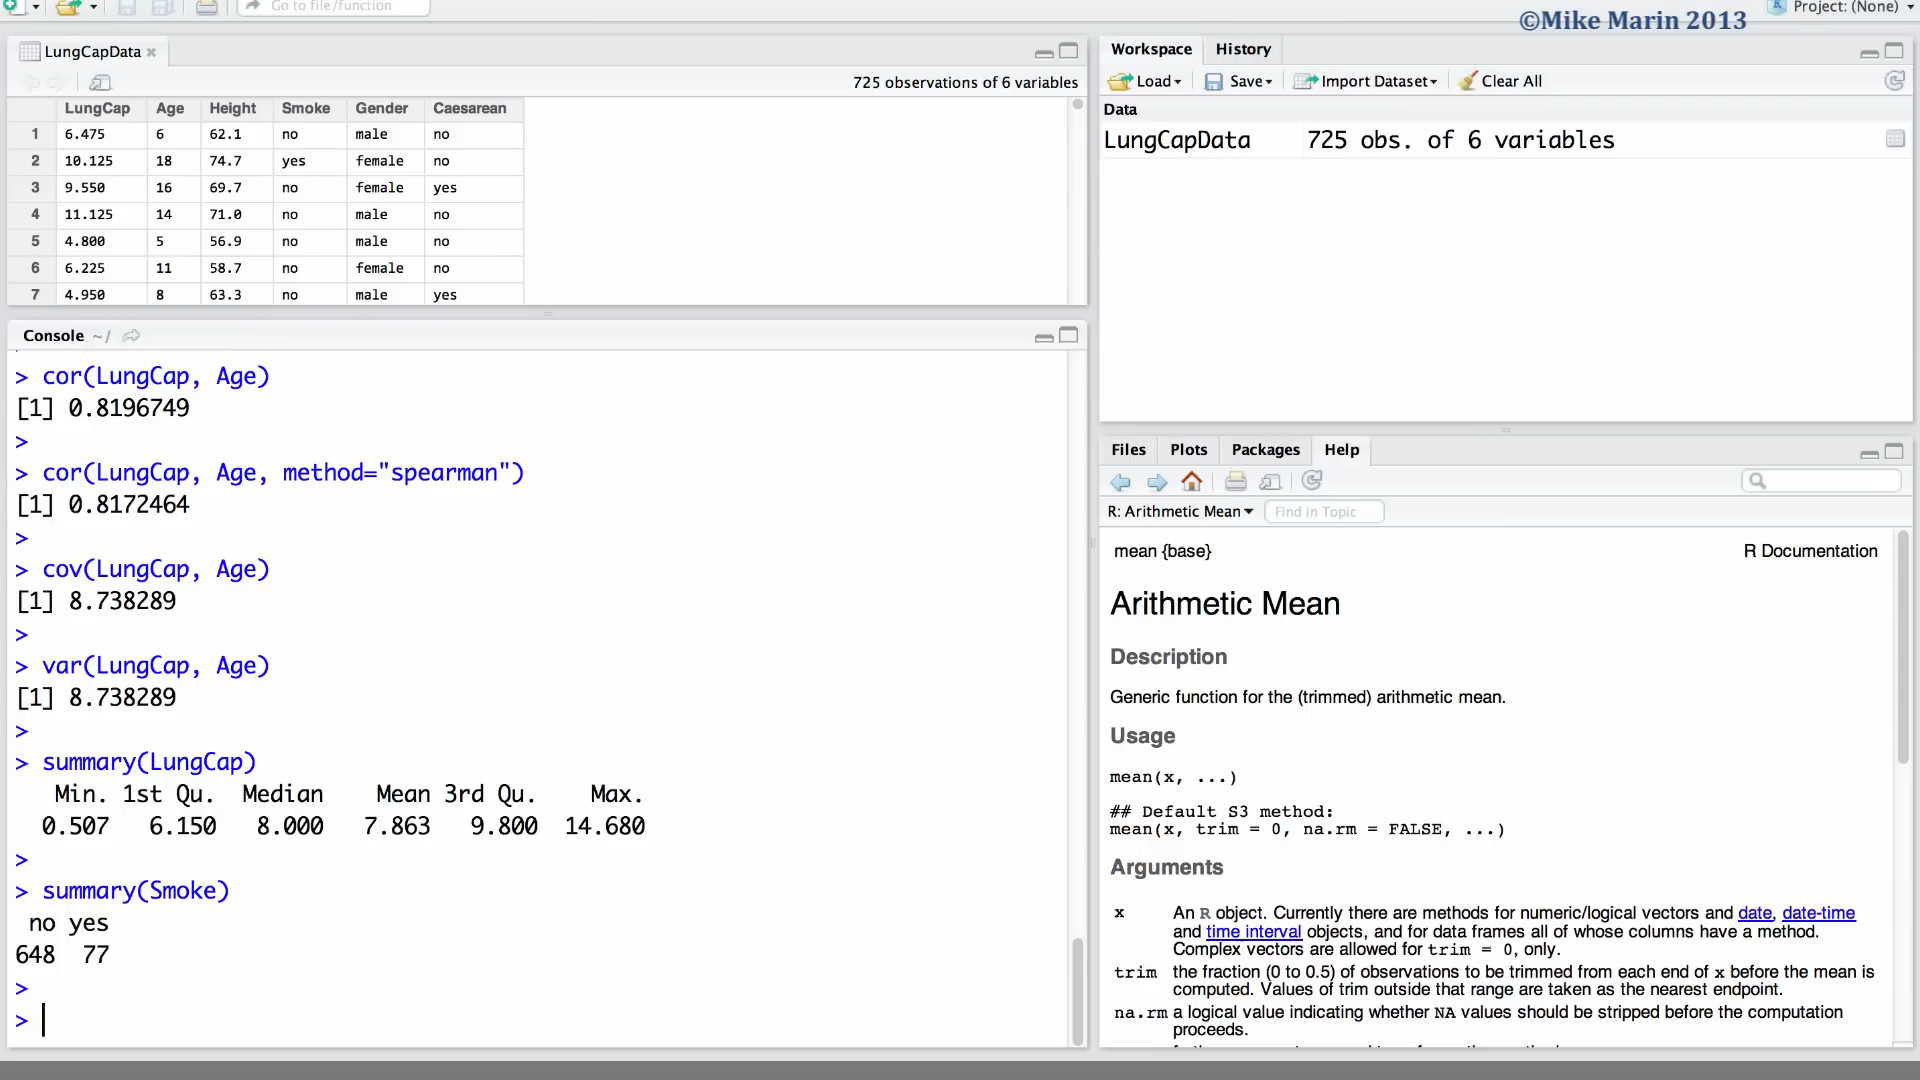 Go to file/function
Project: (None)
©Mike Marin 2013
LungCapData
725 observations of 6 variables
LungCap Age Height Smoke Gender Caesarean
1 6.475 6 62.1 no male no
2 10.125 18 74.7 yes female no
3 9.550 16 69.7 no female yes
4 11.125 14 71.0 no male no
5 4.800 5 56.9 no male no
6 6.225 11 58.7 no female no
7 4.950 8 63.3 no male yes
Console ~/
> cor(LungCap, Age)
[1] 0.8196749
>
> cor(LungCap, Age, method="spearman")
[1] 0.8172464
>
> cov(LungCap, Age)
[1] 8.738289
>
> var(LungCap, Age)
[1] 8.738289
>
> summary(LungCap)
Min. 1st Qu. Median Mean 3rd Qu. Max.
0.507 6.150 8.000 7.863 9.800 14.680
>
> summary(Smoke)
no yes
648 77
>
>
Workspace History
Load Save Import Dataset Clear All
Data
LungCapData 725 obs. of 6 variables
Files Plots Packages Help
R: Arithmetic Mean Find in Topic
mean {base} R Documentation
Arithmetic Mean
Description
Generic function for the (trimmed) arithmetic mean.
Usage
mean(x, ...)
## Default S3 method:
mean(x, trim = 0, na.rm = FALSE, ...)
Arguments
x An R object. Currently there are methods for numeric/logical vectors and date, date-time
and time interval objects, and for data frames all of whose columns have a method.
Complex vectors are allowed for trim = 0, only.
trim the fraction (0 to 0.5) of observations to be trimmed from each end of x before the mean is
computed. Values of trim outside that range are taken as the nearest endpoint.
na.rm a logical value indicating whether NA values should be stripped before the computation
proceeds.